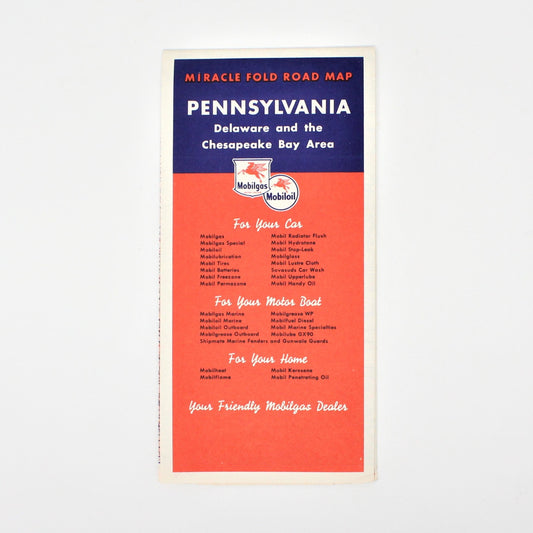 MIRACLE FOLD ROAD MAP
PENNSYLVANIA
Delaware and the
Chesapeake Bay Area
Mobilgas
Mobiloil
For Your Car
Mobilgas Mobil Radiator Flush
Mobilgas Special Mobil Hydrotone
Mobiloil Mobil Stop-Leak
Mobilubrication Mobilgloss
Mobil Tires Mobil Lustre Cloth
Mobil Batteries Sovasuds Car Wash
Mobil Freezone Mobil Upperlube
Mobil Permazone Mobil Handy Oil
For Your Motor Boat
Mobilgas Marine Mobilgrease WP
Mobiloil Marine Mobilfuel Diesel
Mobiloil Outboard Mobil Marine Specialties
Mobilgrease Outboard Mobilube GX90
Shipmate Marine Fenders and Gunwale Guards
For Your Home
Mobilheat Mobil Kerosene
Mobilflame Mobil Penetrating Oil
Your Friendly Mobilgas Dealer